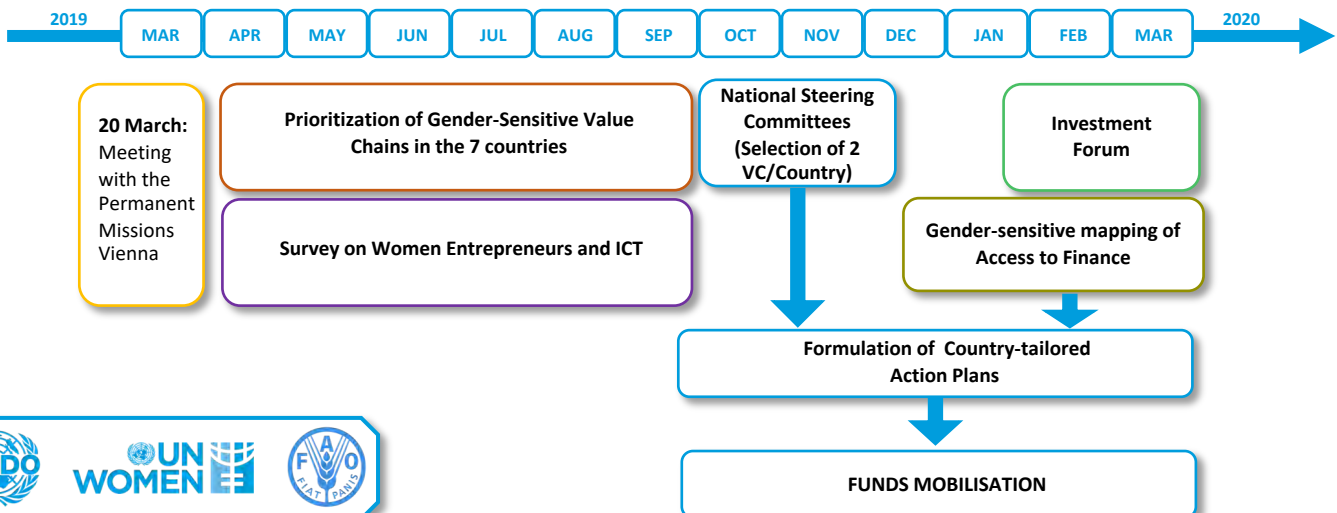 2019
2020
MAR
APR
MAY
JUN
JUL
AUG
SEP
OCT
NOV
DEC
JAN
FEB
MAR
20 March:
Meeting
with the
Permanent
Missions
Vienna
Prioritization of Gender-Sensitive Value
Chains in the 7 countries
Survey on Women Entrepreneurs and ICT
National Steering
Committees
(Selection of 2
VC/Country)
Investment
Forum
Gender-sensitive mapping of
Access to Finance
Formulation of Country-tailored
Action Plans
FUNDS MOBILISATION
DO
UN
WOMEN
F A O
FIAT PANIS